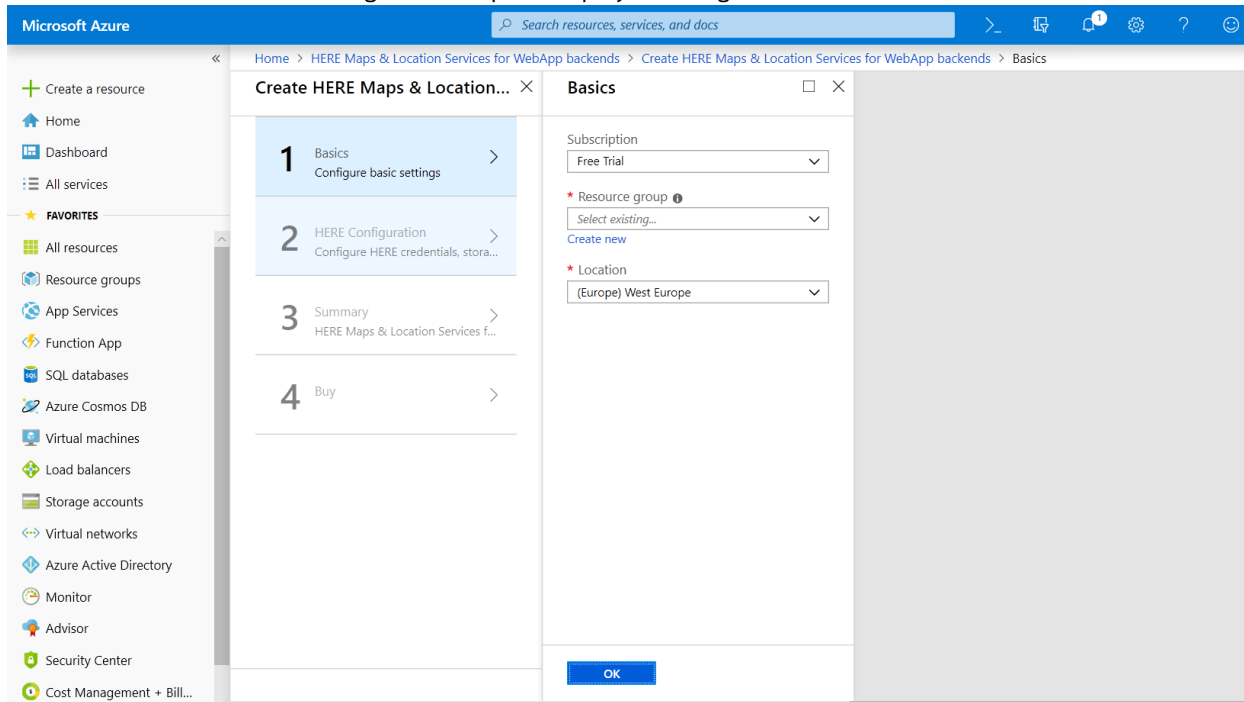 Microsoft Azure
Search resources, services, and docs
1
Home > HERE Maps & Location Services for WebApp backends > Create HERE Maps & Location Services for WebApp backends > Basics
Create a resource
Home
Dashboard
All services
FAVORITES
All resources
Resource groups
App Services
Function App
SQL databases
Azure Cosmos DB
Virtual machines
Load balancers
Storage accounts
Virtual networks
Azure Active Directory
Monitor
Advisor
Security Center
Cost Management + Bill...
Create HERE Maps & Location...
1 Basics
Configure basic settings
2 HERE Configuration
Configure HERE credentials, stora...
3 Summary
HERE Maps & Location Services f...
4 Buy
Basics
Subscription
Free Trial
* Resource group
Select existing...
Create new
* Location
(Europe) West Europe
OK